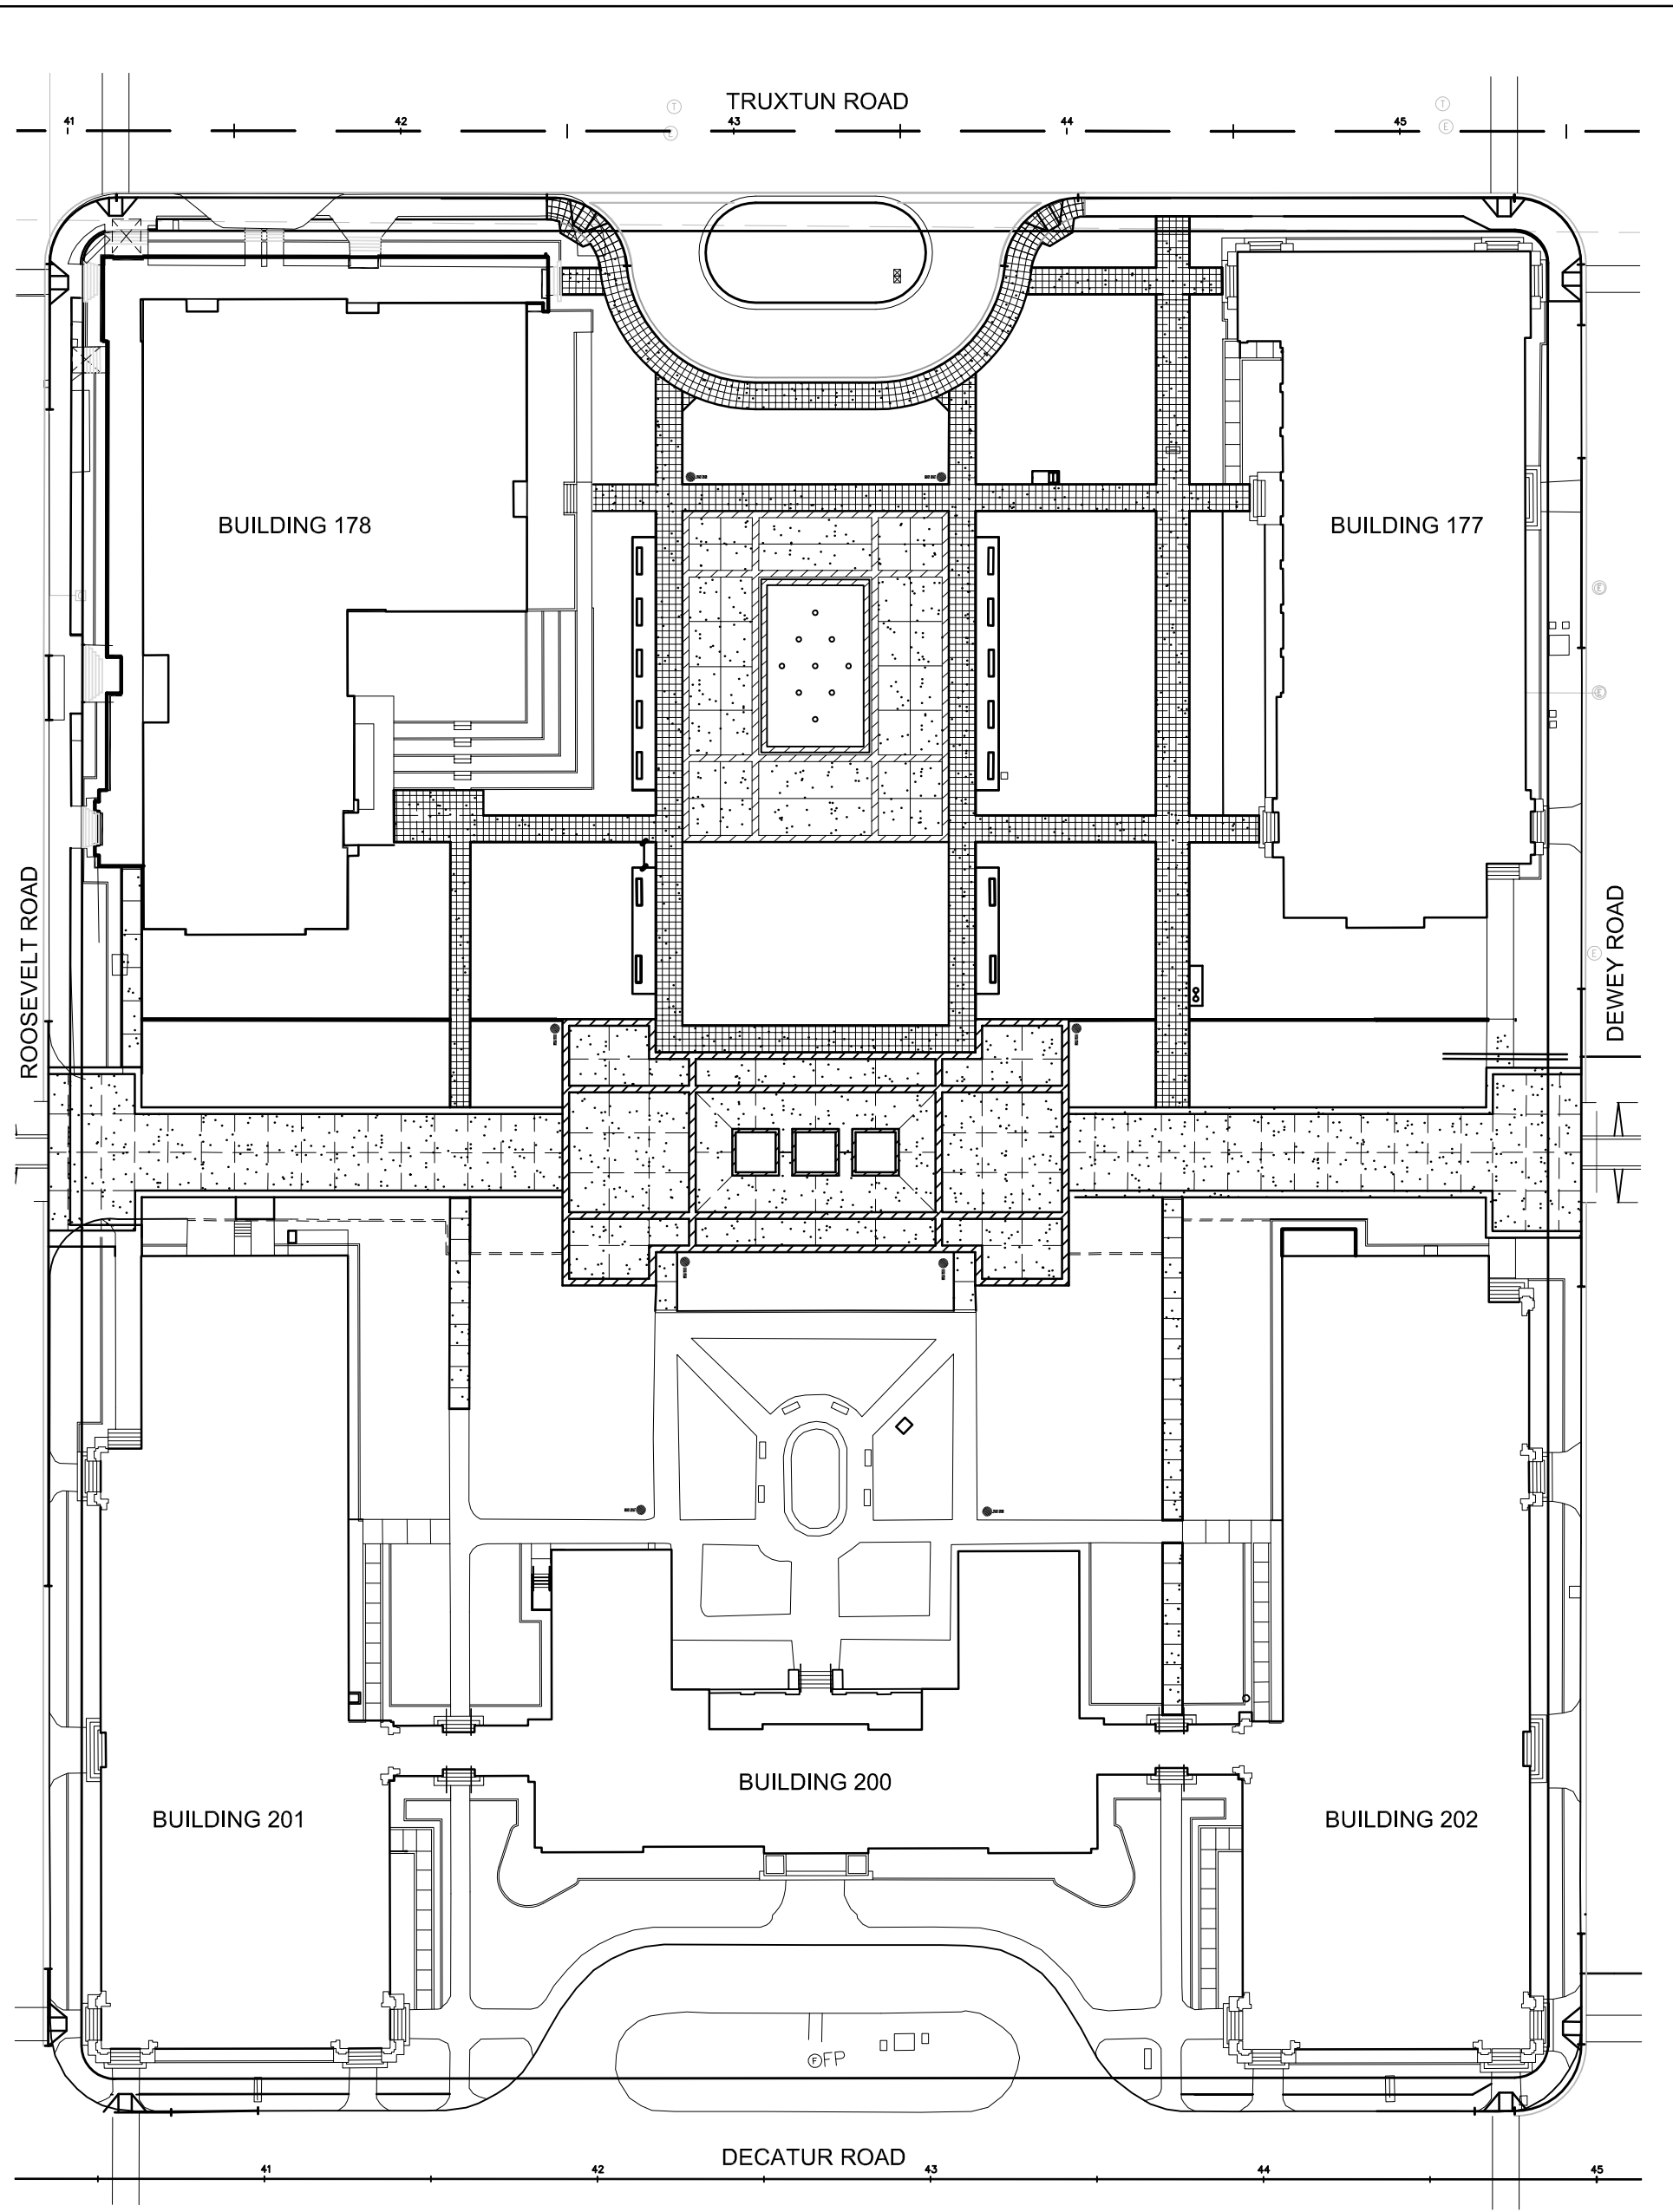 TRUXTUN ROAD
T
T
41
42
43
44
45
E
E
BUILDING 178
BUILDING 177
E
E
ROOSEVELT ROAD
DEWEY ROAD
E
BUILDING 200
BUILDING 201
BUILDING 202
F FP
DECATUR ROAD
41
42
43
44
45